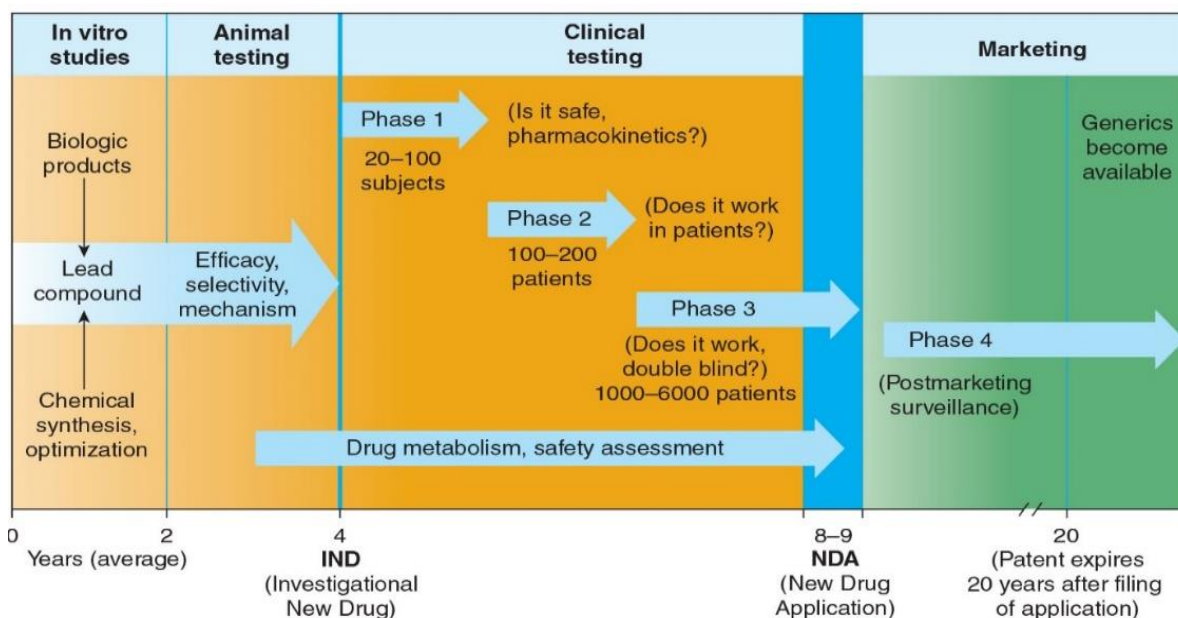 In vitro
studies
Animal
testing
Clinical
testing
Marketing
Biologic
products
Lead
compound
Chemical
synthesis,
optimization
Efficacy,
selectivity,
mechanism
Phase 1
20–100
subjects
(Is it safe,
pharmacokinetics?)
Phase 2
100–200
patients
(Does it work
in patients?)
Phase 3
(Does it work,
double blind?)
1000–6000 patients
Drug metabolism, safety assessment
Generics
become
available
Phase 4
(Postmarketing
surveillance)
0
2
4
8–9
20
Years (average)
IND
(Investigational
New Drug)
NDA
(New Drug
Application)
(Patent expires
20 years after filing
of application)